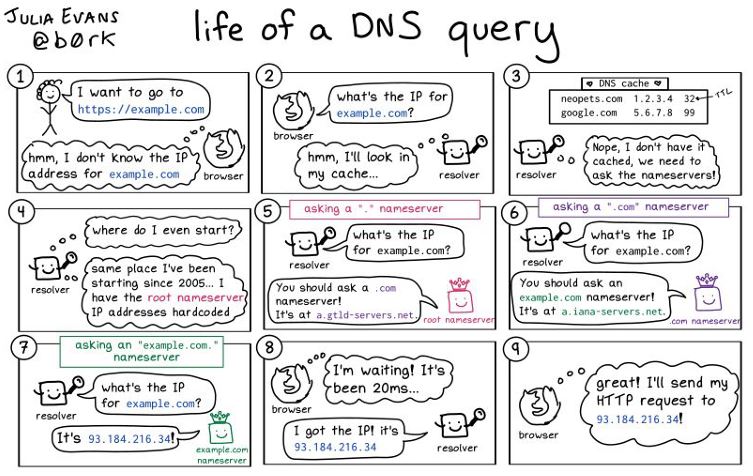 JULIA EVANS
@b0rk
life of a DNS query
1
I want to go to
https://example.com
hmm, I don't know the IP
address for example.com
browser
2
what's the IP for
example.com?
browser
hmm, I'll look in
my cache...
resolver
3
♥ DNS cache ♥
neopets.com 1.2.3.4 32 ← TTL
google.com 5.6.7.8 99
Nope, I don't have it
cached, we need to
ask the nameservers!
resolver
4
where do I even start?
same place I've been
starting since 2005... I
have the root nameserver
IP addresses hardcoded
resolver
5
asking a "." nameserver
what's the IP
for example.com?
resolver
You should ask a .com
nameserver!
It's at a.gtld-servers.net.
root nameserver
6
asking a ".com" nameserver
what's the IP
for example.com?
resolver
You should ask an
example.com nameserver!
It's at a.iana-servers.net.
.com nameserver
7
asking an "example.com."
nameserver
what's the IP
for example.com?
resolver
It's 93.184.216.34!
example.com
nameserver
8
I'm waiting! It's
been 20ms...
browser
I got the IP! it's
93.184.216.34
resolver
9
great! I'll send my
HTTP request to
93.184.216.34!
browser